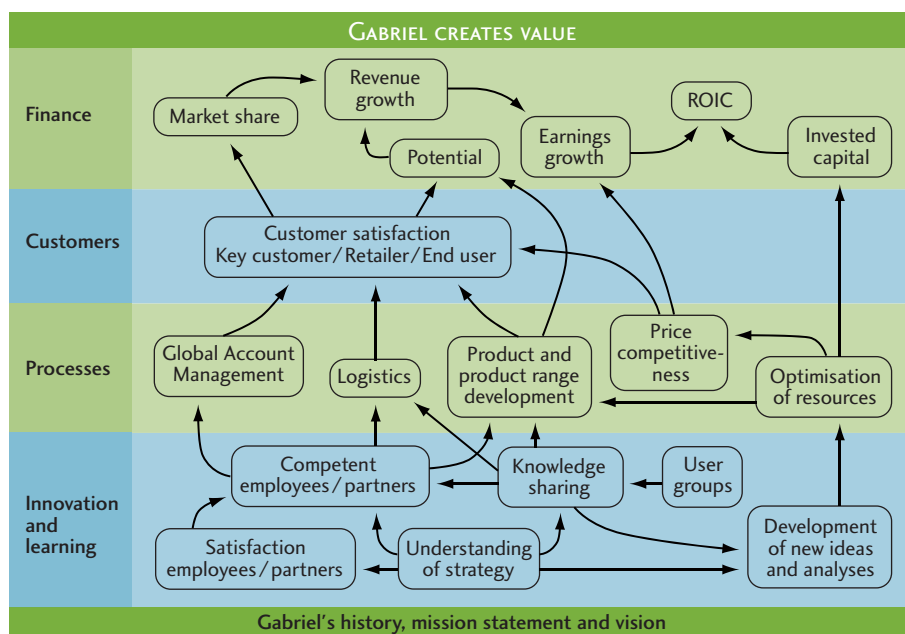 GABRIEL CREATES VALUE
Finance
Market share
Revenue
growth
Potential
Earnings
growth
ROIC
Invested
capital
Customers
Customer satisfaction
Key customer/Retailer/End user
Processes
Global Account
Management
Logistics
Product and
product range
development
Price
competitive-
ness
Optimisation
of resources
Innovation
and
learning
Competent
employees/partners
Knowledge
sharing
User
groups
Satisfaction
employees/partners
Understanding
of strategy
Development
of new ideas
and analyses
Gabriel's history, mission statement and vision